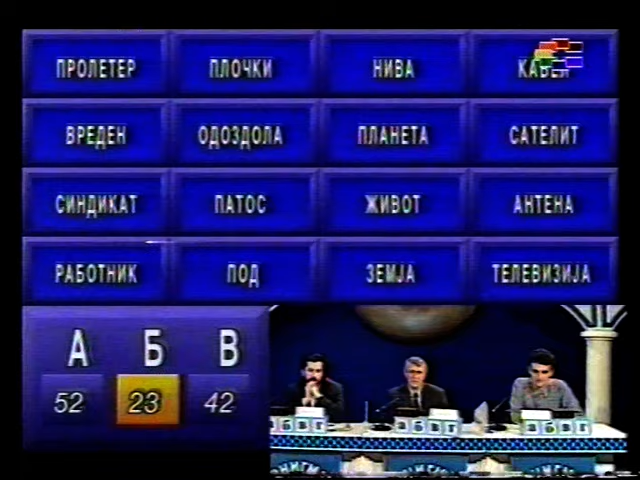 ПРОЛЕТЕР ПЛОЧКИ НИВА
ВРЕДЕН ОДОЗДОЛА ПЛАНЕТА САТЕЛИТ
СИНДИКАТ ПАТОС ЖИВОТ АНТЕНА
РАБОТНИК ПОД ЗЕМЈА ТЕЛЕВИЗИЈА
А Б В
52 23 42
а б в г а б в г а б в г